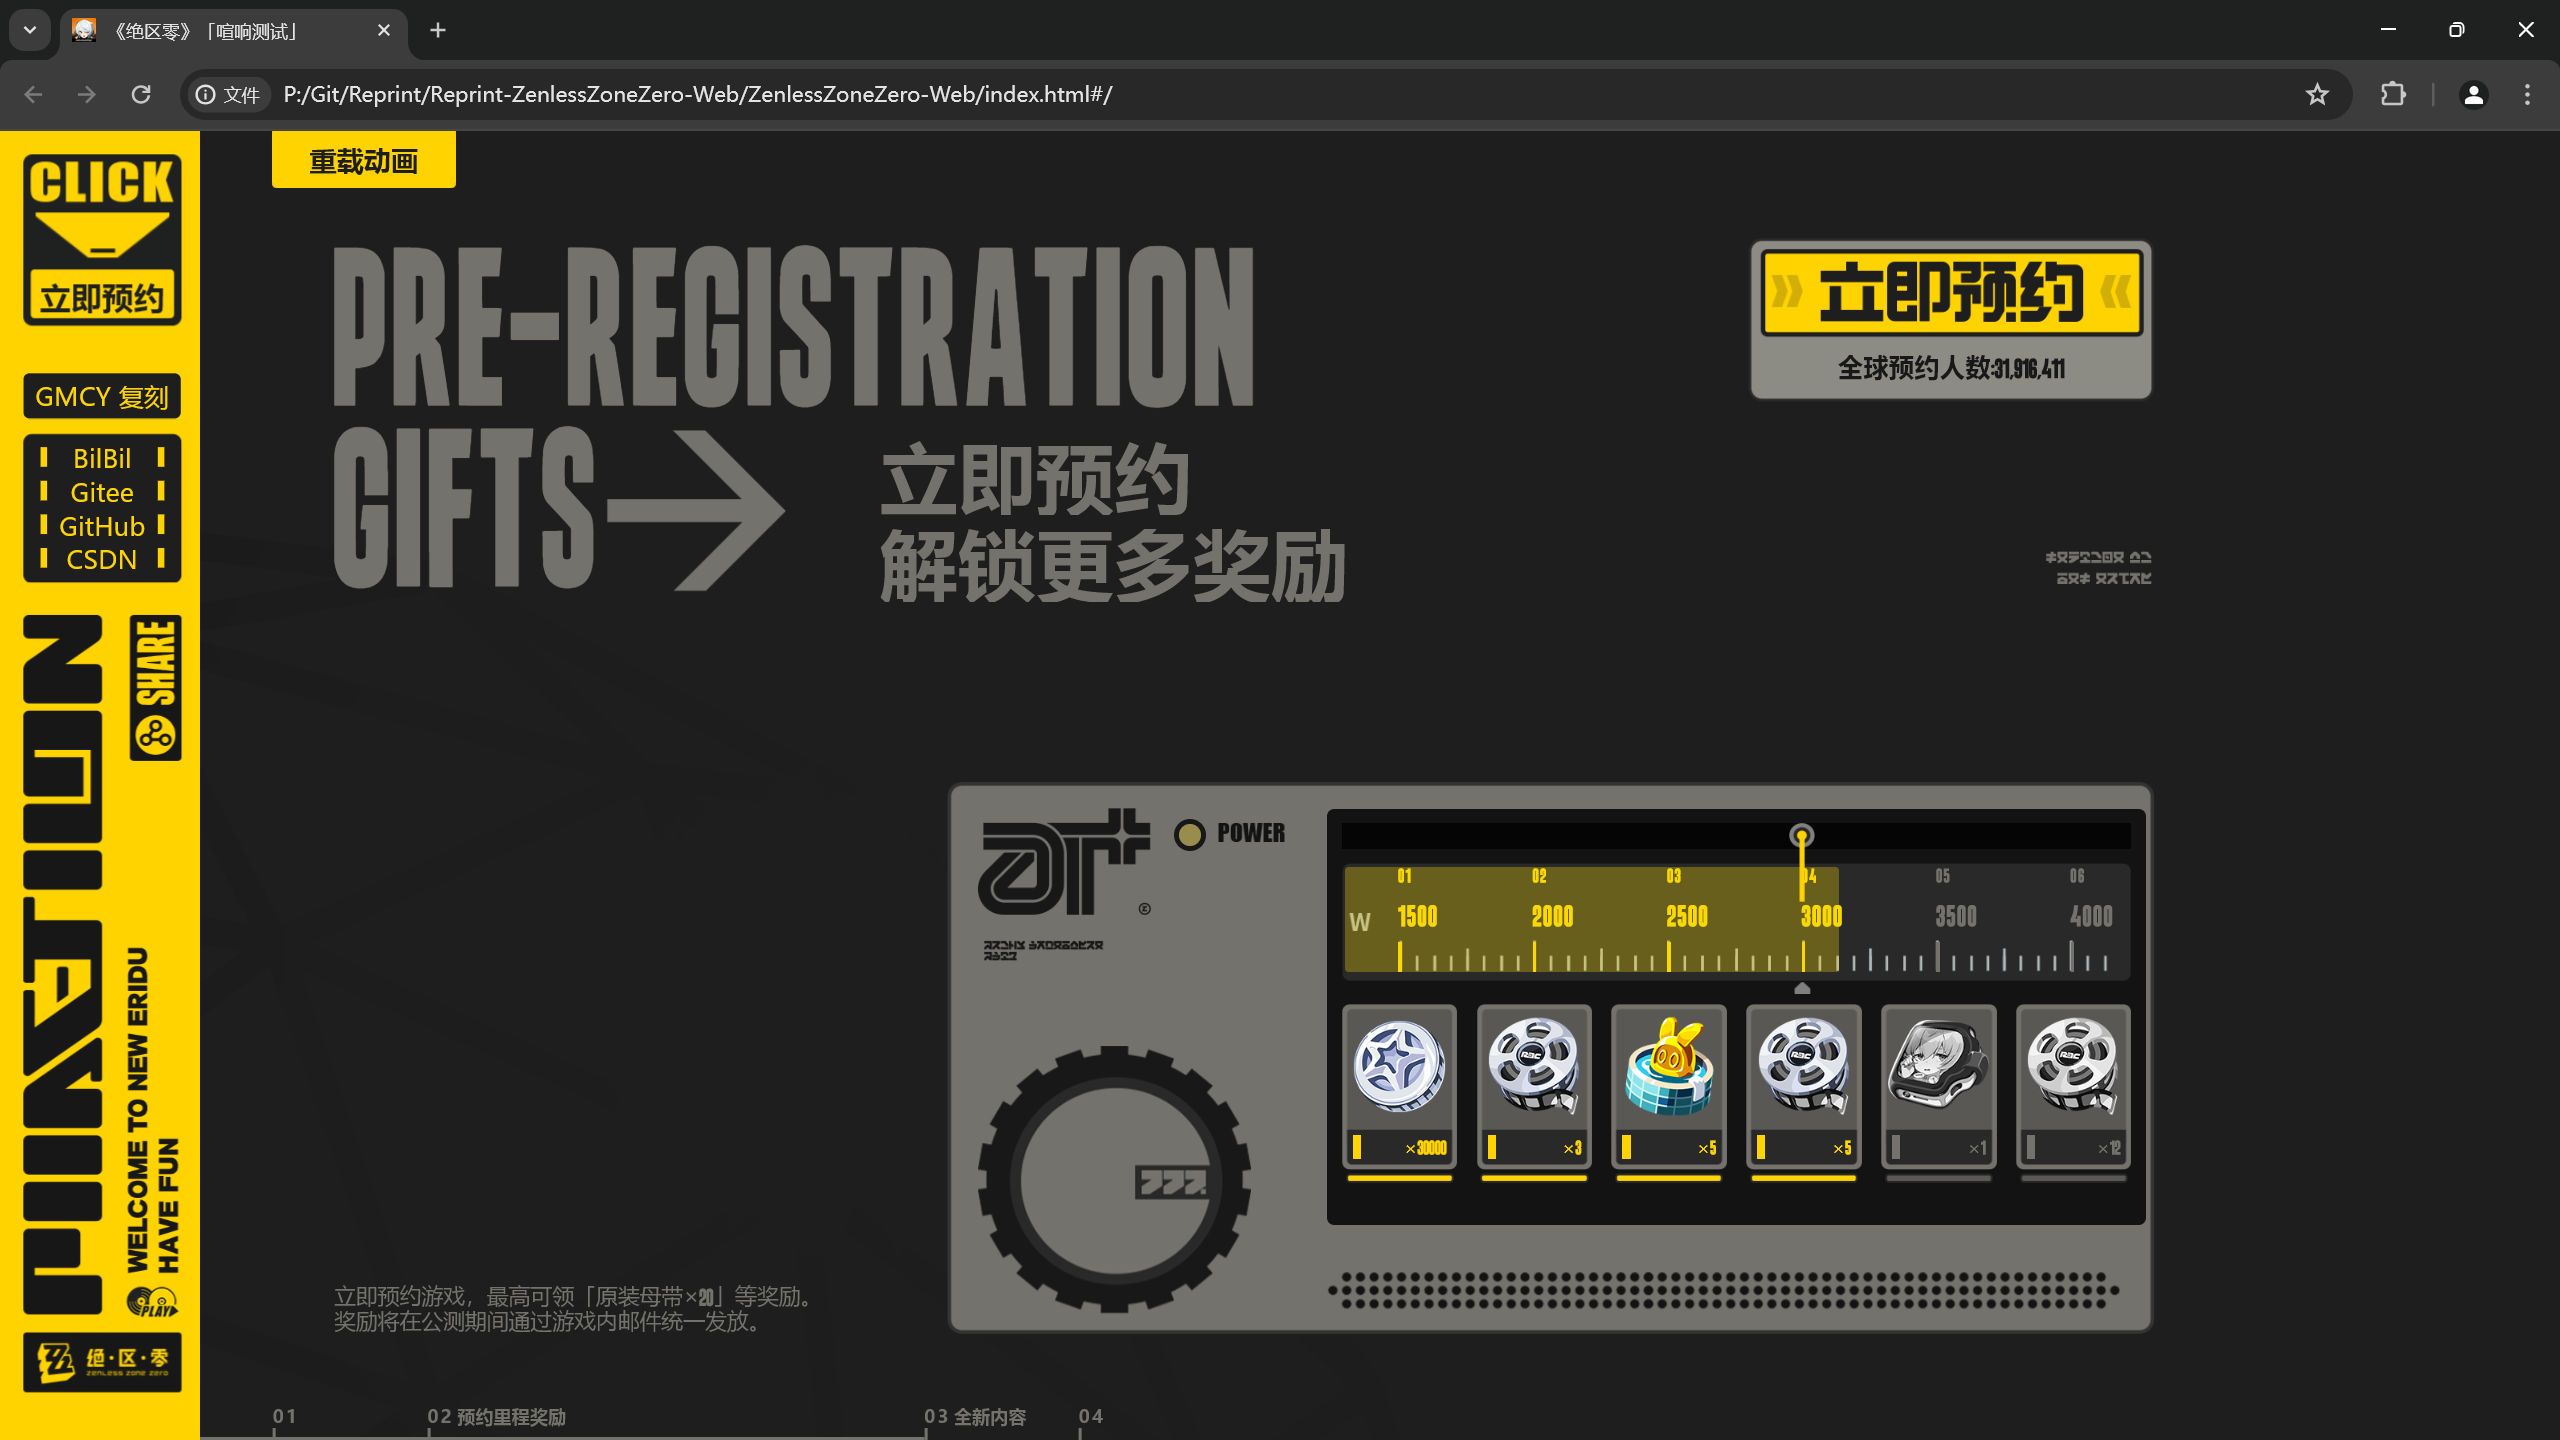 《绝区零》「喧响测试」
文件
P:/Git/Reprint/Reprint-ZenlessZoneZero-Web/ZenlessZoneZero-Web/index.html#/
CLICK
立即预约
GMCY 复刻
BilBil
Gitee
GitHub
CSDN
SHARE
WELCOME TO NEW ERIDU
HAVE FUN
PLAY
绝·区·零
ZENLESS ZONE ZERO
重载动画
PRE-REGISTRATION
GIFTS
立即预约
解锁更多奖励
立即预约
全球预约人数:31,916,411
POWER
01 02 03 04 05 06
W 1500 2000 2500 3000 3500 4000
×30000 ×3 ×5 ×5 ×1 ×12
立即预约游戏，最高可领「原装母带×20」等奖励。
奖励将在公测期间通过游戏内邮件统一发放。
01 02 预约里程奖励 03 全新内容 04